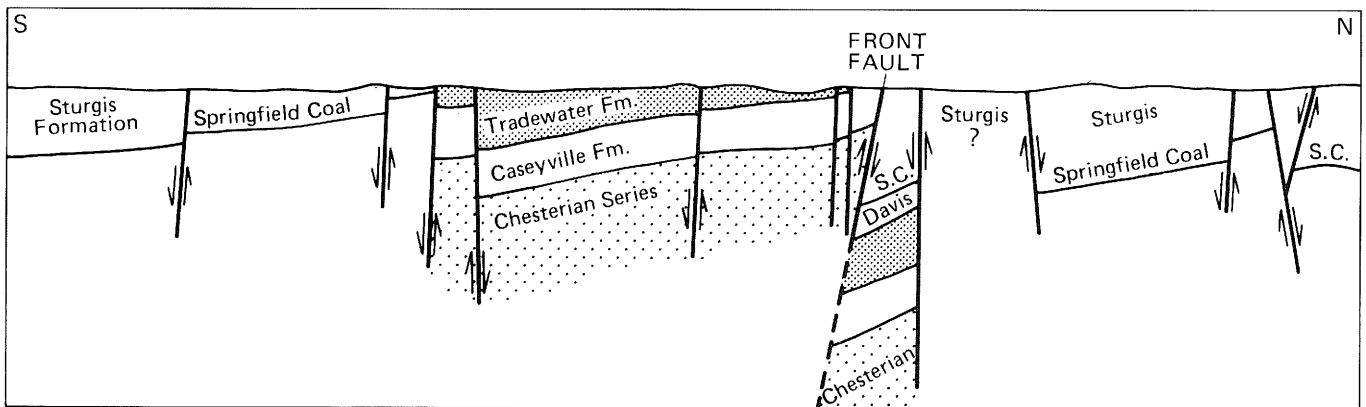 S
N
FRONT
FAULT
Sturgis
Formation
Springfield Coal
Tradewater Fm.
Caseyville Fm.
Chesterian Series
S.C.
Davis
Chesterian
Sturgis
?
Sturgis
Springfield Coal
S.C.